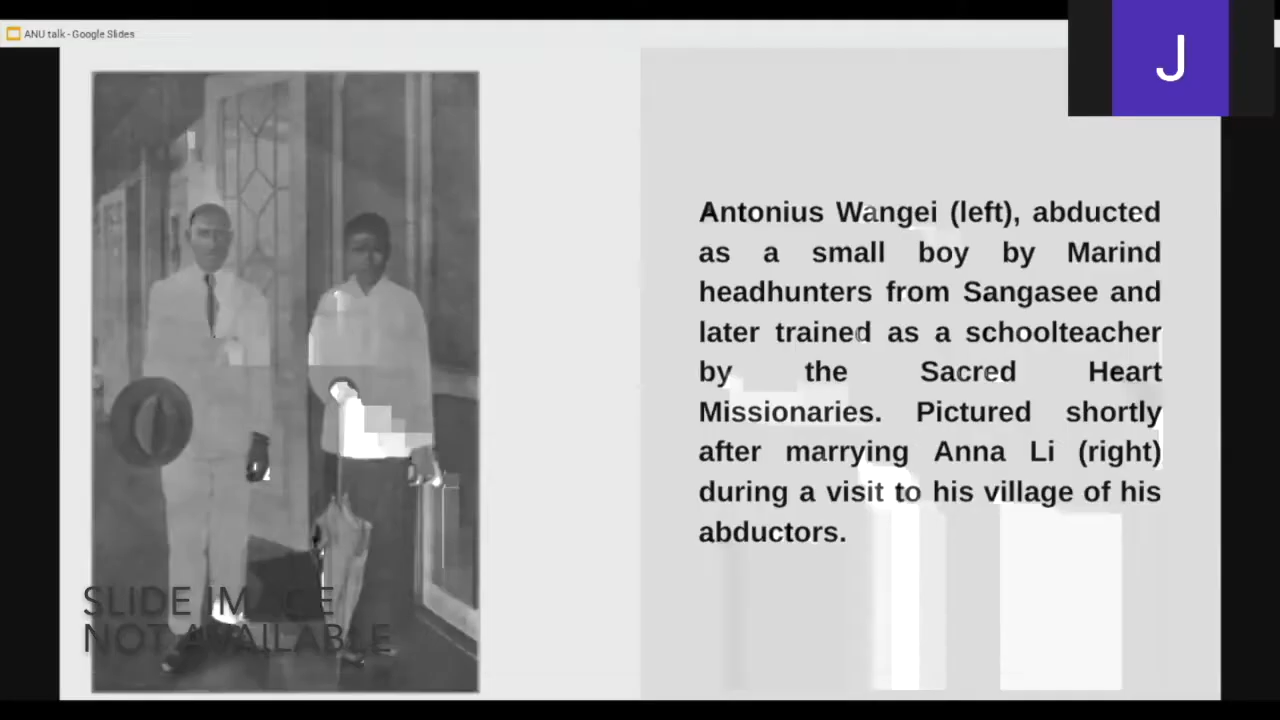 ANU talk - Google Slides
J
Antonius Wangei (left), abducted
as a small boy by Marind
headhunters from Sangasee and
later trained as a schoolteacher
by the Sacred Heart
Missionaries. Pictured shortly
after marrying Anna Li (right)
during a visit to his village of his
abductors.
SLIDE IMAGE
NOT AVAILABLE